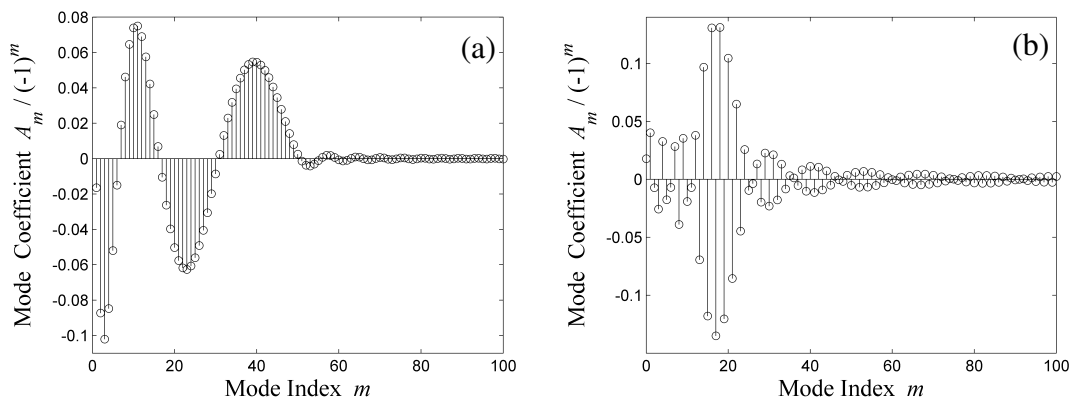 (a)
Mode Coefficient A_m / (-1)^m
0.08
0.06
0.04
0.02
0
-0.02
-0.04
-0.06
-0.08
-0.1
0 20 40 60 80 100
Mode Index m
(b)
Mode Coefficient A_m / (-1)^m
0.1
0.05
0
-0.05
-0.1
0 20 40 60 80 100
Mode Index m